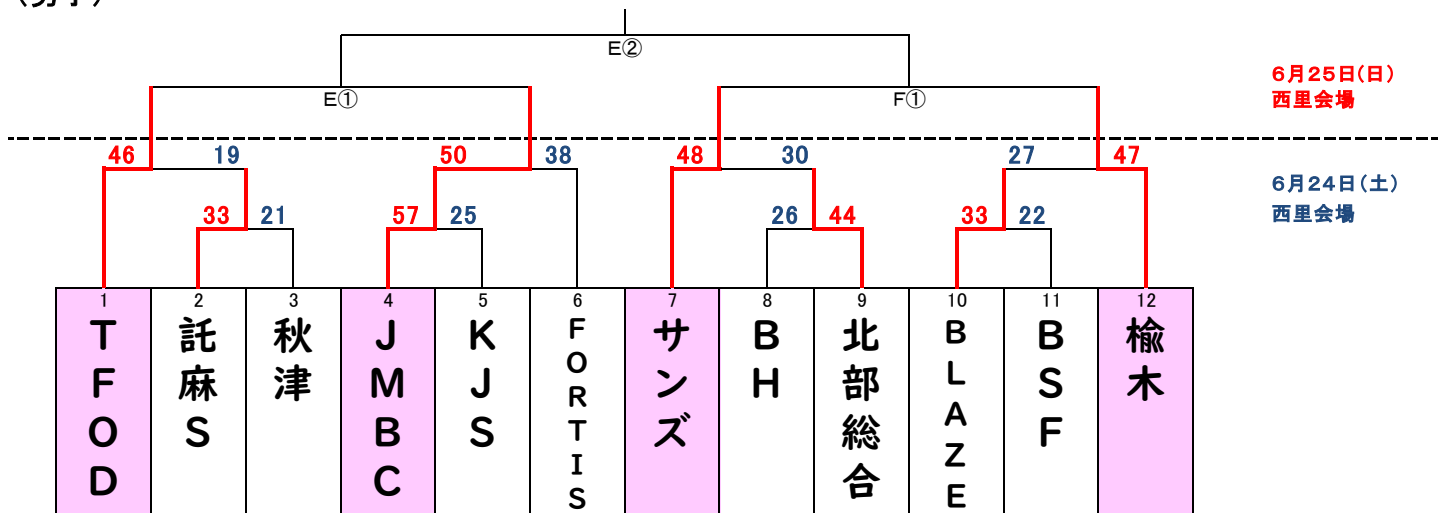 E②
6月25日(日)
E①
F①
西里会場
46 19 50 38 48 30 27 47
6月24日(土)
33 21 57 25 26 44 33 22
西里会場
1 2 3 4 5 6 7 8 9 10 11 12
TFOD
託麻S
秋津
JMBC
KJS
FORTIS
サンズ
BH
北部総合
BLAZE
BSF
楡木